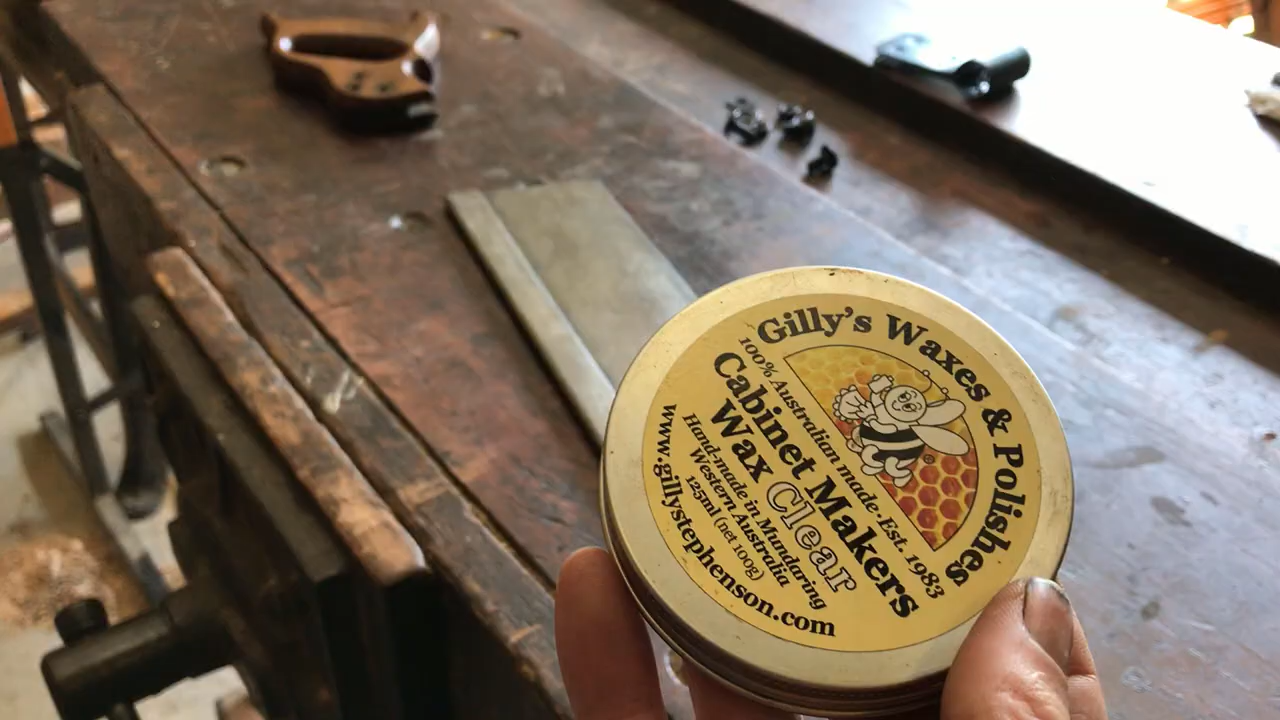 Gilly's Waxes & Polishes
100% Australian made·Est. 1983
Cabinet Makers
Wax Clear
Hand-made in Mundaring
Western Australia
125ml (net 100g)
www.gillystephenson.com